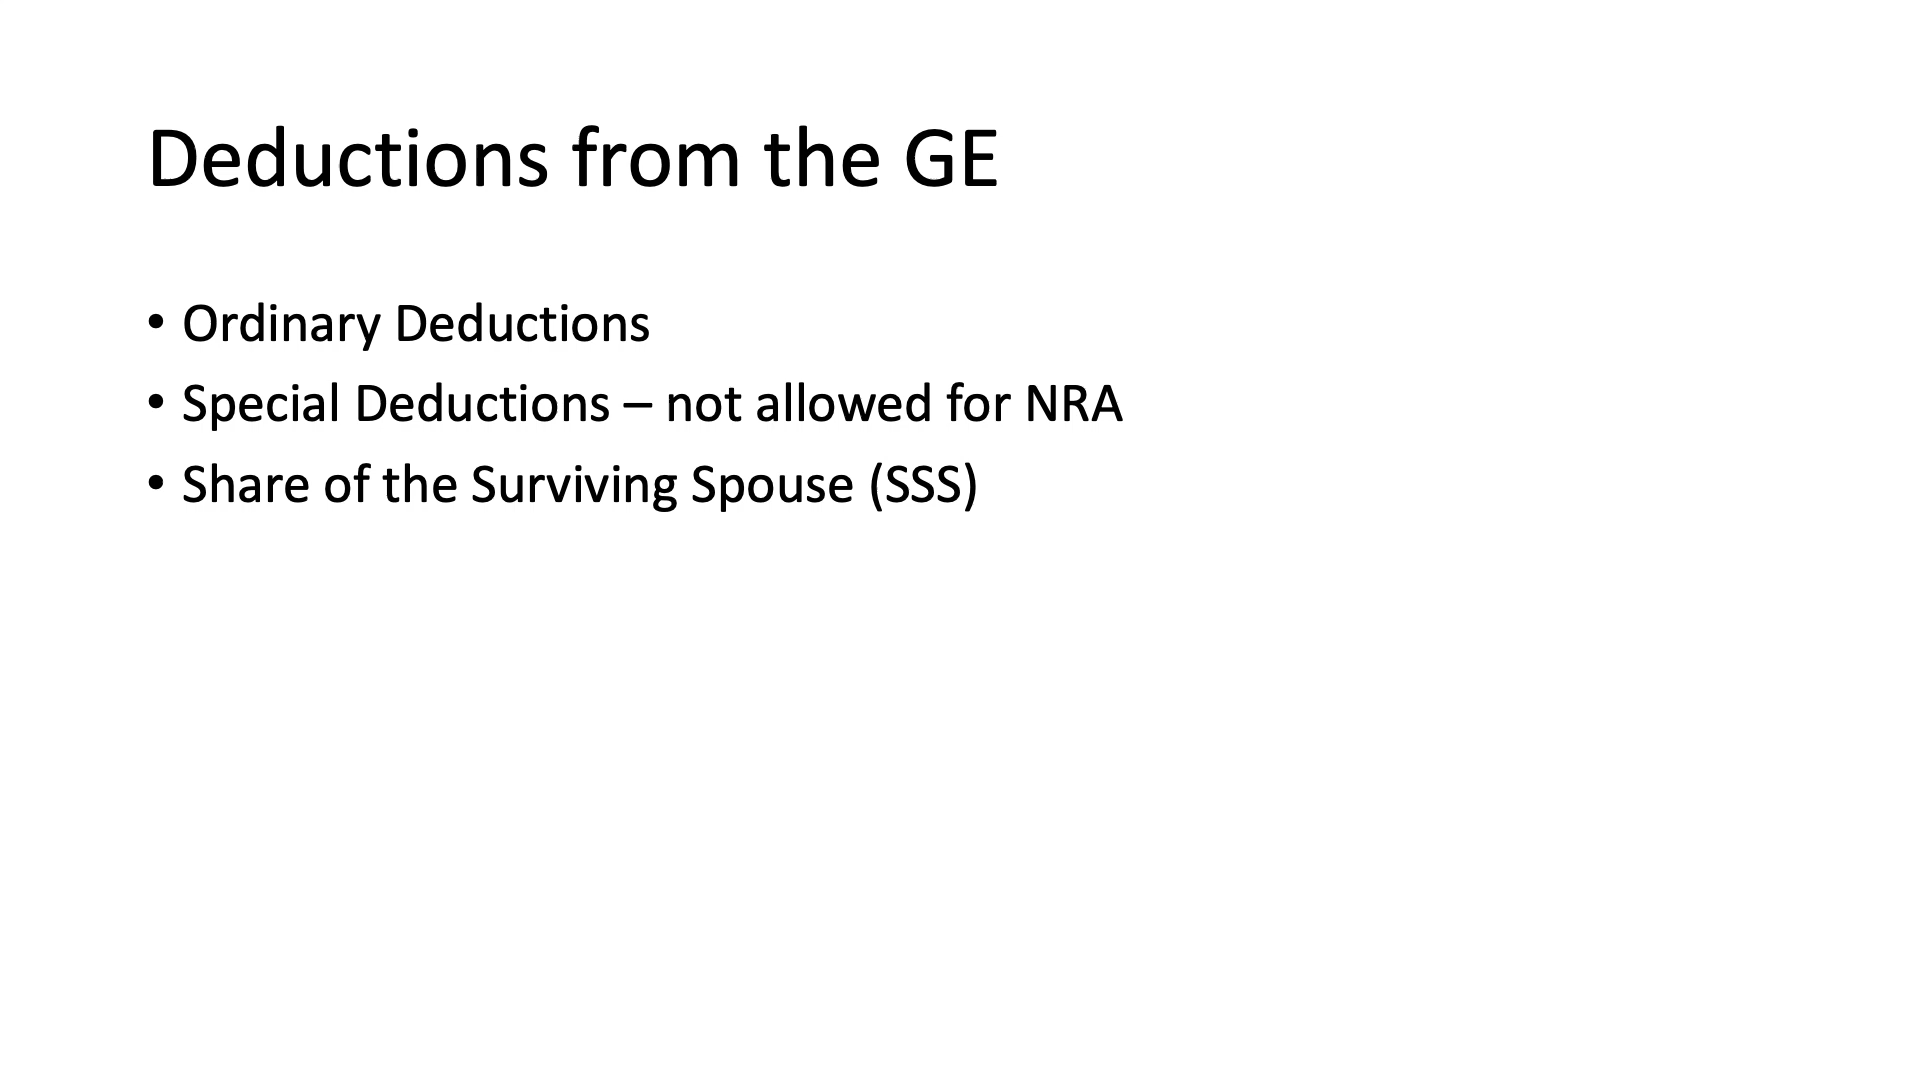 Deductions from the GE
• Ordinary Deductions
• Special Deductions – not allowed for NRA
• Share of the Surviving Spouse (SSS)